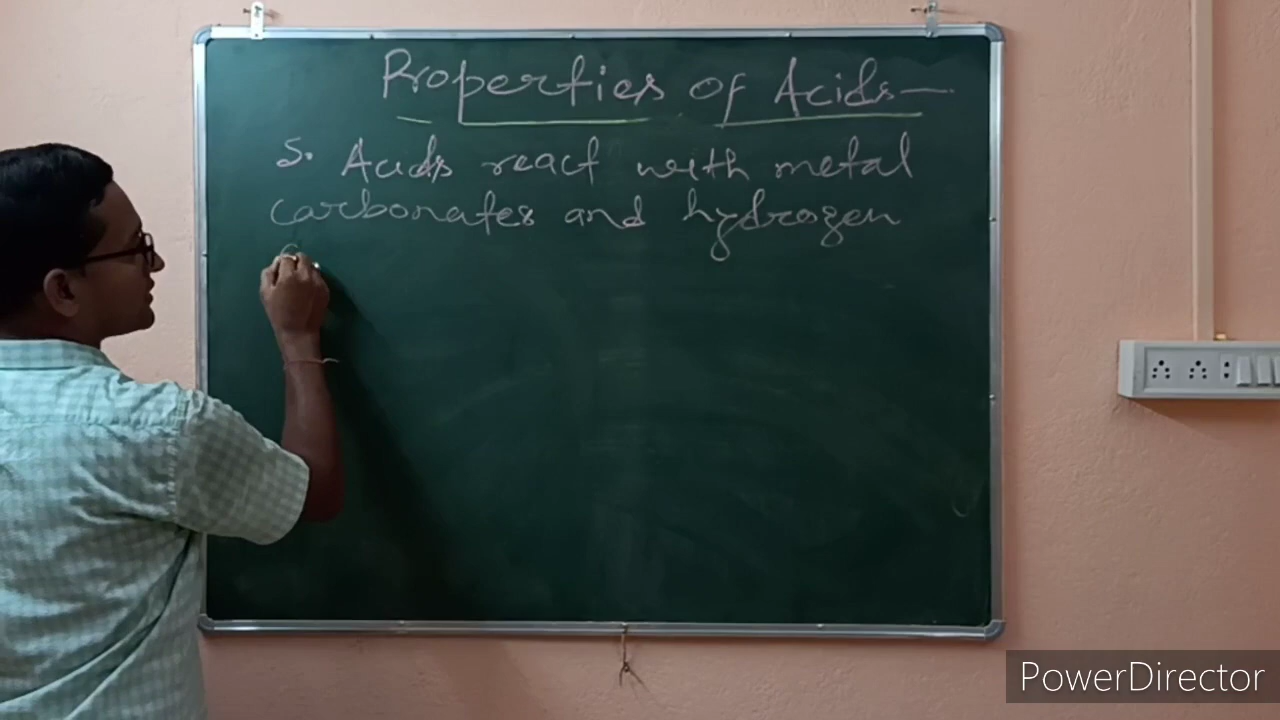 Properties of Acids —
5. Acids react with metal
carbonates and hydrogen
c
PowerDirector